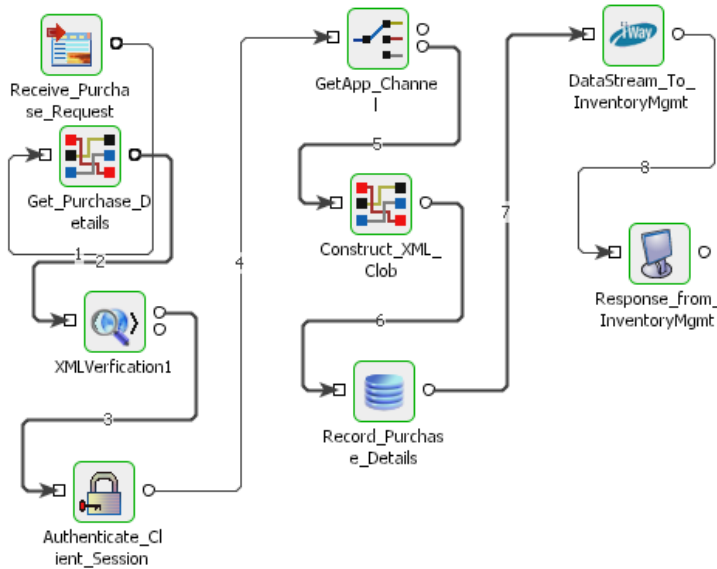 Receive_Purcha
se_Request
Get_Purchase_D
etails
1
2
XMLVerfication1
3
Authenticate_Cl
ient_Session
4
GetApp_Channe
l
5
Construct_XML_
Clob
6
Record_Purchas
e_Details
7
iWay
DataStream_To_
InventoryMgmt
8
Response_from_
InventoryMgmt